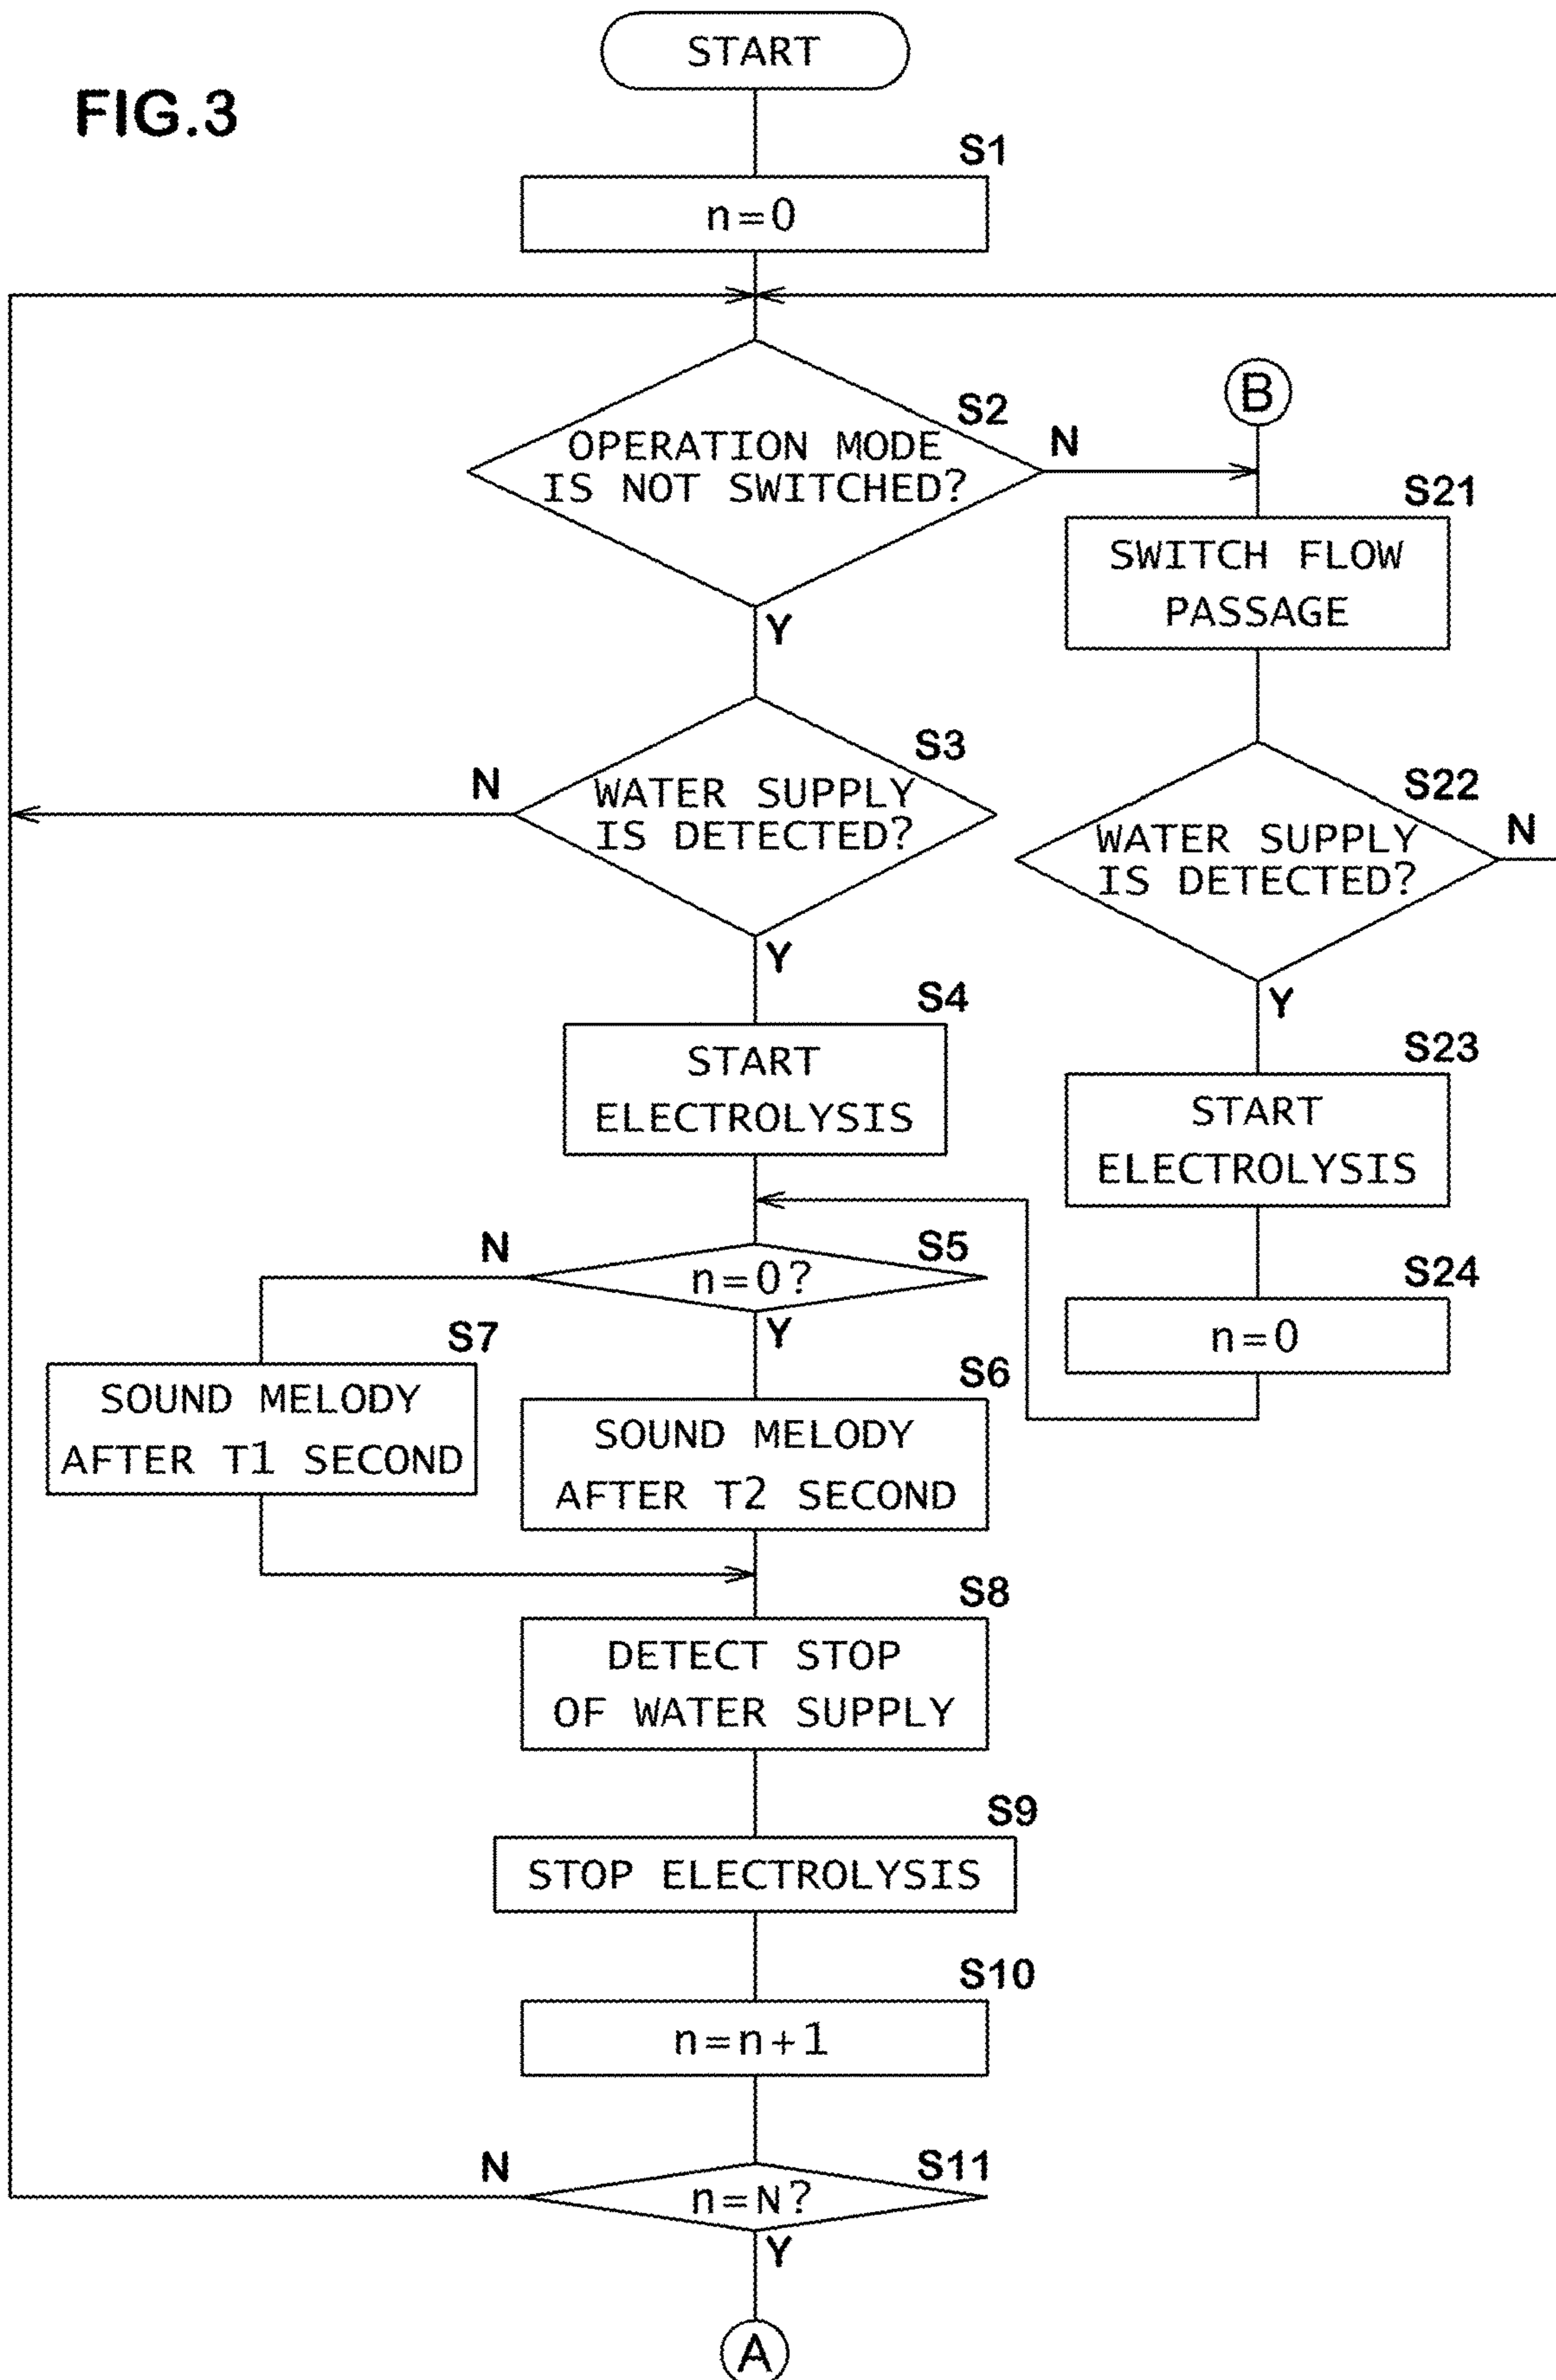 FIG.3
START
S1
n=0
S2
OPERATION MODE
IS NOT SWITCHED?
N
B
Y
S21
SWITCH FLOW
PASSAGE
S3
WATER SUPPLY
IS DETECTED?
N
Y
S22
WATER SUPPLY
IS DETECTED?
N
Y
S4
START
ELECTROLYSIS
S23
START
ELECTROLYSIS
S5
n=0?
N
Y
S24
n=0
S7
SOUND MELODY
AFTER T1 SECOND
S6
SOUND MELODY
AFTER T2 SECOND
S8
DETECT STOP
OF WATER SUPPLY
S9
STOP ELECTROLYSIS
S10
n=n+1
S11
n=N?
N
Y
A